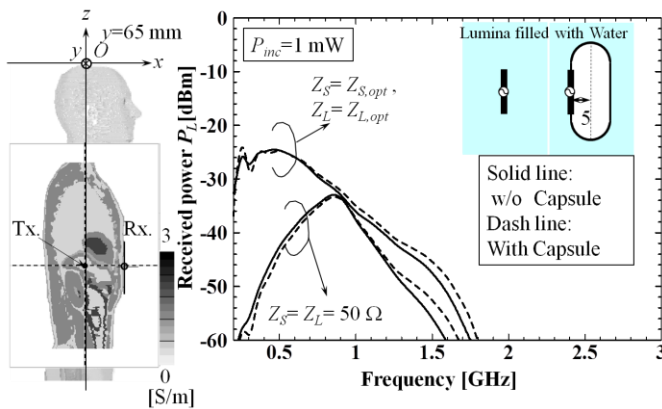 z
y=65 mm
y
O
x
Tx.
Rx.
3
0
[S/m]
Received power P_L [dBm]
0
-10
-20
-30
-40
-50
-60
P_inc=1 mW
Z_S= Z_S,opt ,
Z_L= Z_L,opt
Z_S= Z_L= 50 Ω
Lumina filled with Water
5
Solid line:
w/o Capsule
Dash line:
With Capsule
0.5
1
1.5
2
2.5
3
Frequency [GHz]